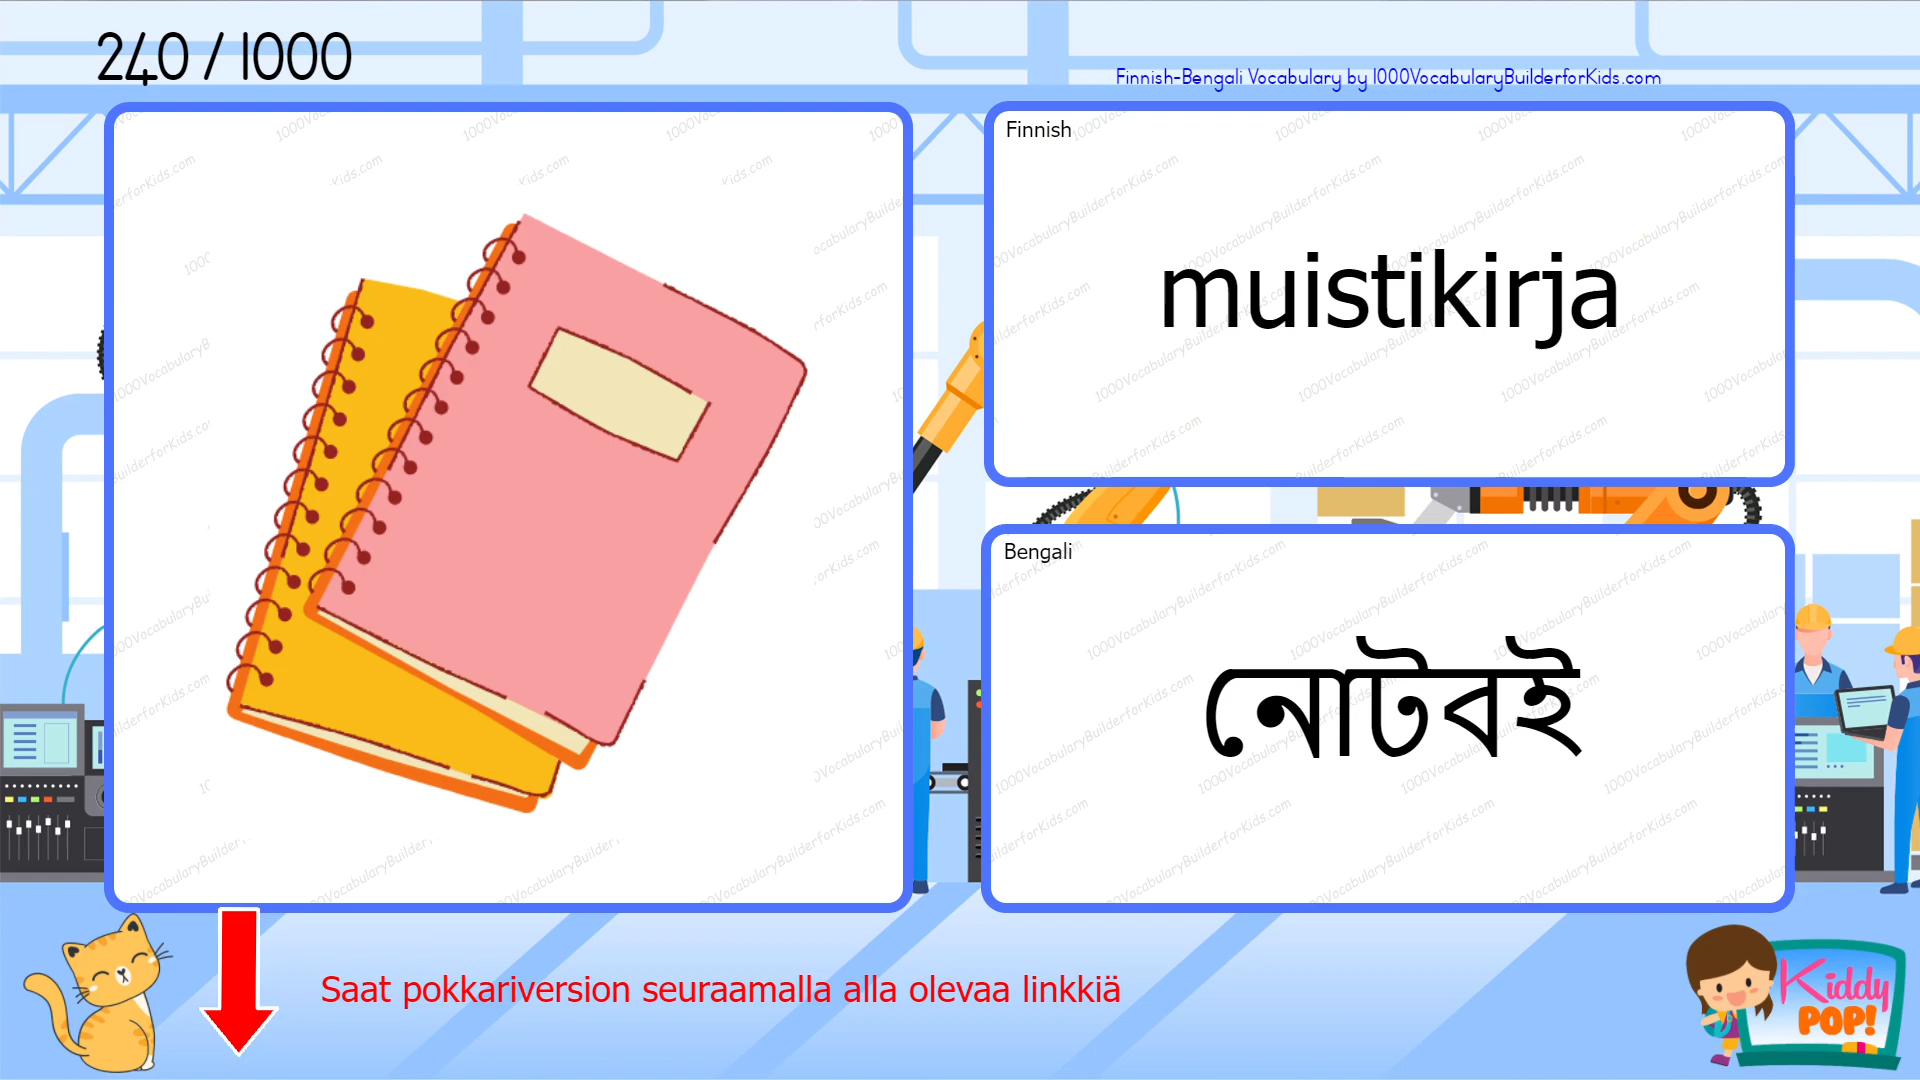 240 / 1000
Finnish-Bengali Vocabulary by 1000VocabularyBuilderforKids.com
Finnish
muistikirja
Bengali
নোটবই
Saat pokkariversion seuraamalla alla olevaa linkkiä
Kiddy
POP!